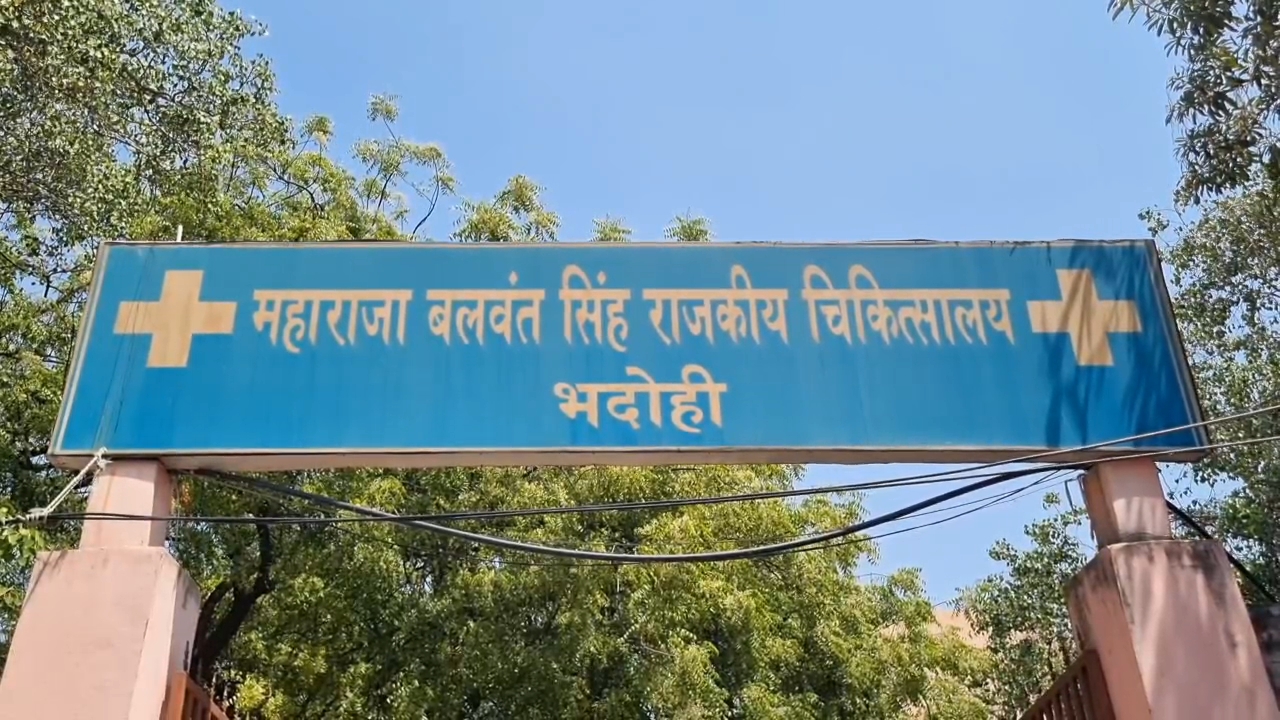 महाराजा बलवंत सिंह राजकीय चिकित्सालय
भदोही